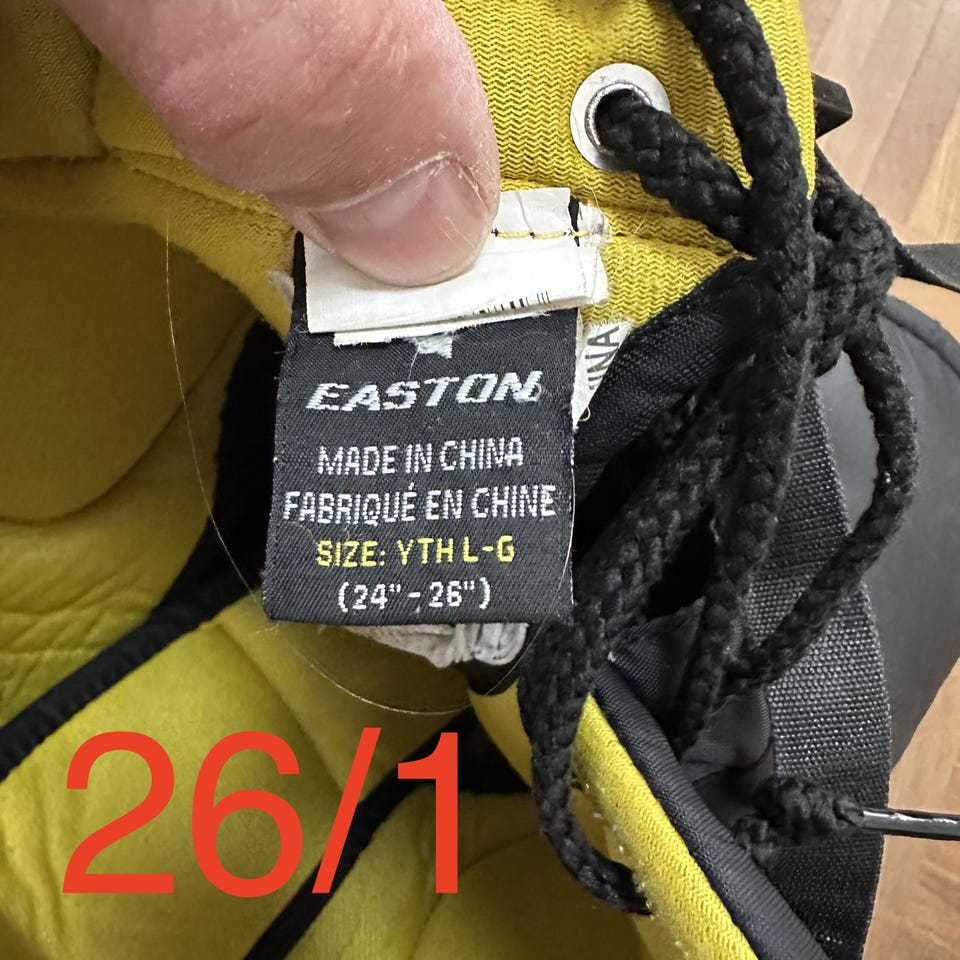 EASTON
MADE IN CHINA
FABRIQUÉ EN CHINE
SIZE: YTH L-G
(24" - 26")
26/1